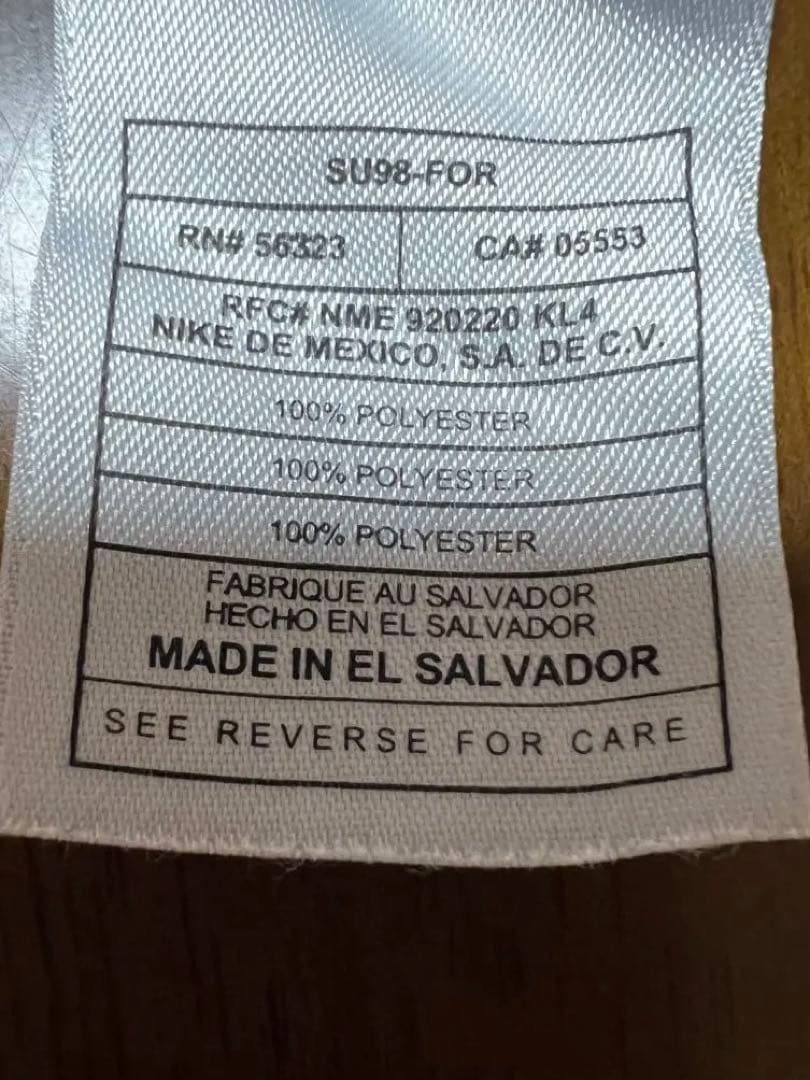 SU98-FOR
RN# 56323 CA# 05553
RFC# NME 920220 KL4
NIKE DE MEXICO, S.A. DE C.V.
100% POLYESTER
100% POLYESTER
100% POLYESTER
FABRIQUE AU SALVADOR
HECHO EN EL SALVADOR
MADE IN EL SALVADOR
SEE REVERSE FOR CARE